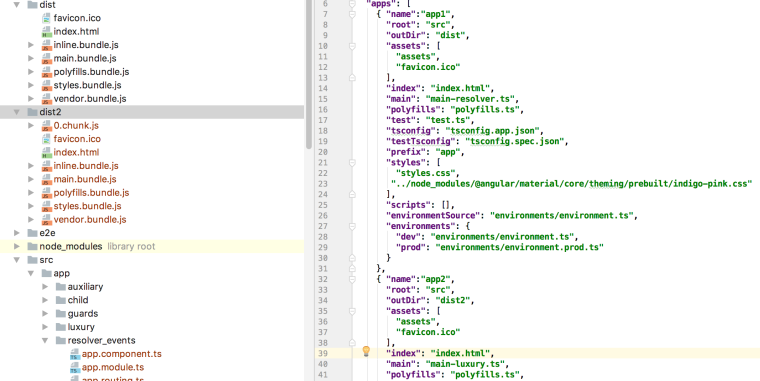 dist
favicon.ico
index.html
inline.bundle.js
main.bundle.js
polyfills.bundle.js
styles.bundle.js
vendor.bundle.js
dist2
0.chunk.js
favicon.ico
index.html
inline.bundle.js
main.bundle.js
polyfills.bundle.js
styles.bundle.js
vendor.bundle.js
e2e
node_modules library root
src
app
auxiliary
child
guards
luxury
resolver_events
app.component.ts
app.module.ts
app.routing.ts
6 "apps": [
7 { "name":"app1",
8 "root": "src",
9 "outDir": "dist",
10 "assets": [
11 "assets",
12 "favicon.ico"
13 ],
14 "index": "index.html",
15 "main": "main-resolver.ts",
16 "polyfills": "polyfills.ts",
17 "test": "test.ts",
18 "tsconfig": "tsconfig.app.json",
19 "testTsconfig": "tsconfig.spec.json",
20 "prefix": "app",
21 "styles": [
22 "styles.css",
23 "../node_modules/@angular/material/core/theming/prebuilt/indigo-pink.css"
24 ],
25 "scripts": [],
26 "environmentSource": "environments/environment.ts",
27 "environments": {
28 "dev": "environments/environment.ts",
29 "prod": "environments/environment.prod.ts"
30 }
31 },
32 { "name":"app2",
33 "root": "src",
34 "outDir": "dist2",
35 "assets": [
36 "assets",
37 "favicon.ico"
38 ],
39 "index": "index.html",
40 "main": "main-luxury.ts",
41 "polyfills": "polyfills.ts",